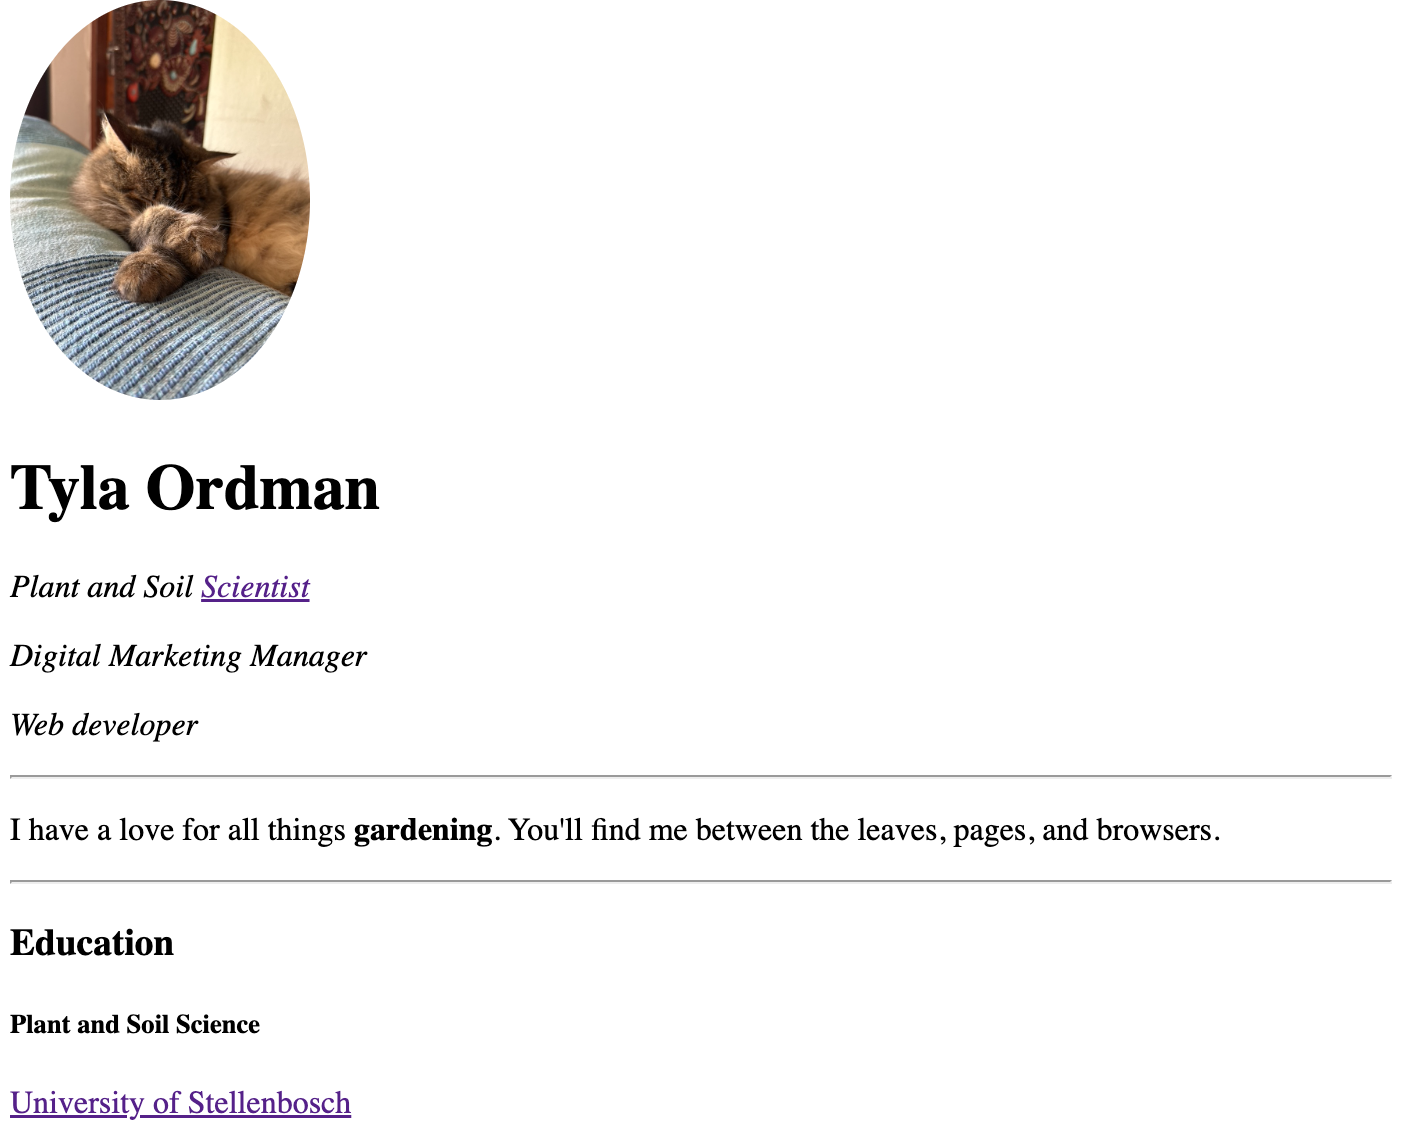 Tyla Ordman
Plant and Soil Scientist
Digital Marketing Manager
Web developer
I have a love for all things gardening. You'll find me between the leaves, pages, and browsers.
Education
Plant and Soil Science
University of Stellenbosch